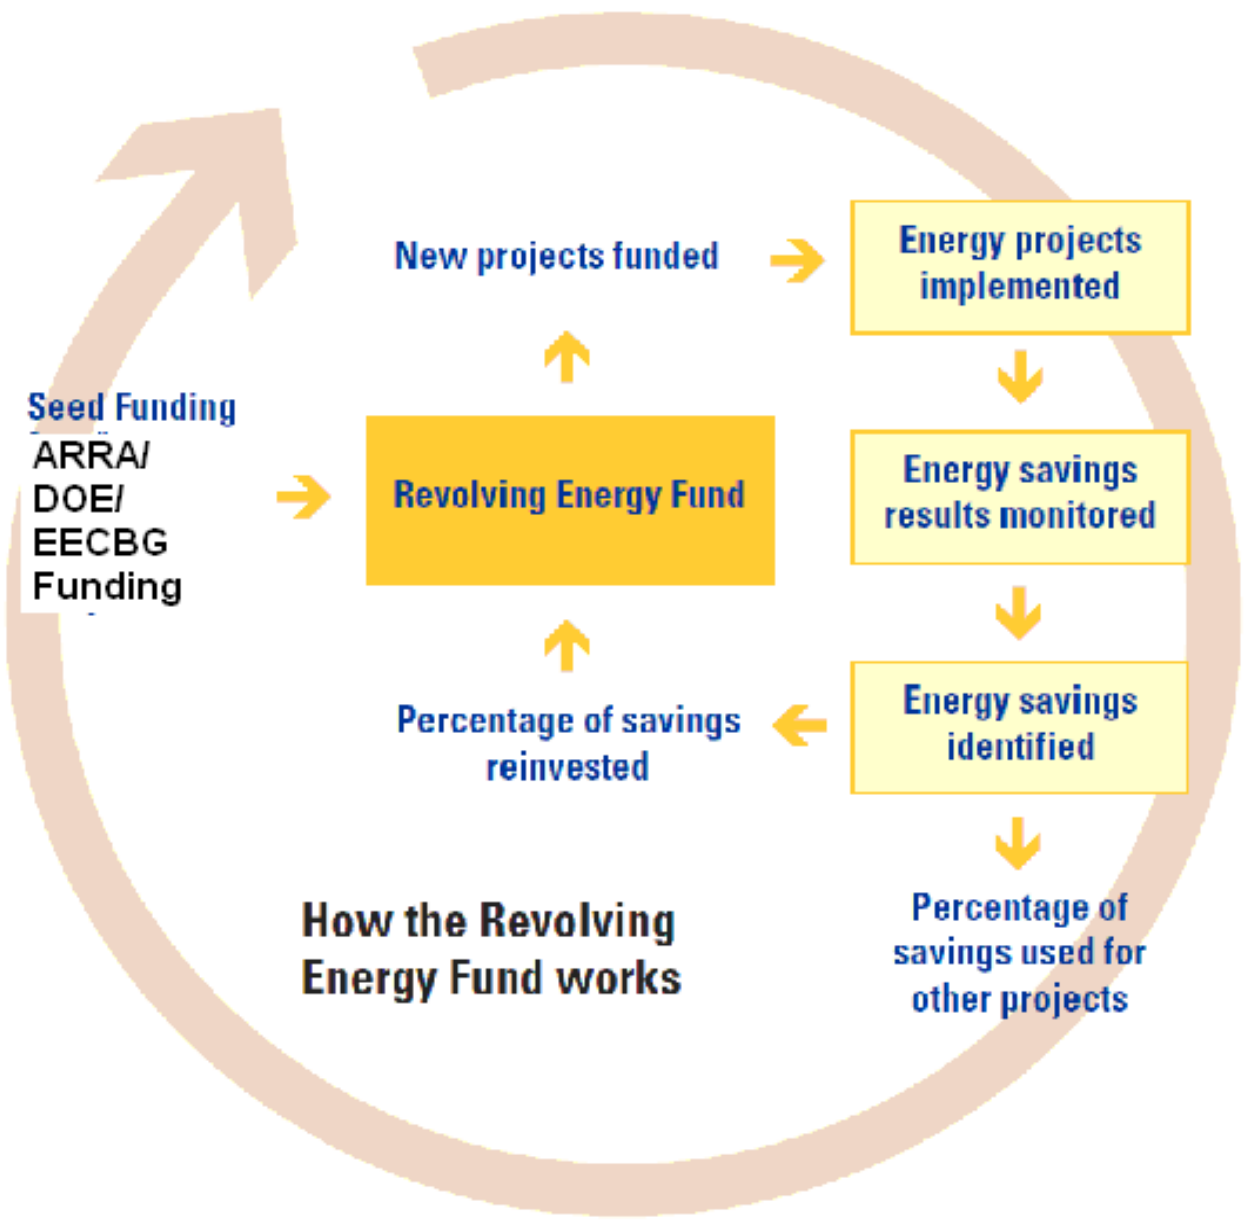 New projects funded
Energy projects
implemented
Seed Funding
ARRA/
DOE/
EECBG
Funding
Revolving Energy Fund
Energy savings
results monitored
Percentage of savings
reinvested
Energy savings
identified
How the Revolving
Energy Fund works
Percentage of
savings used for
other projects